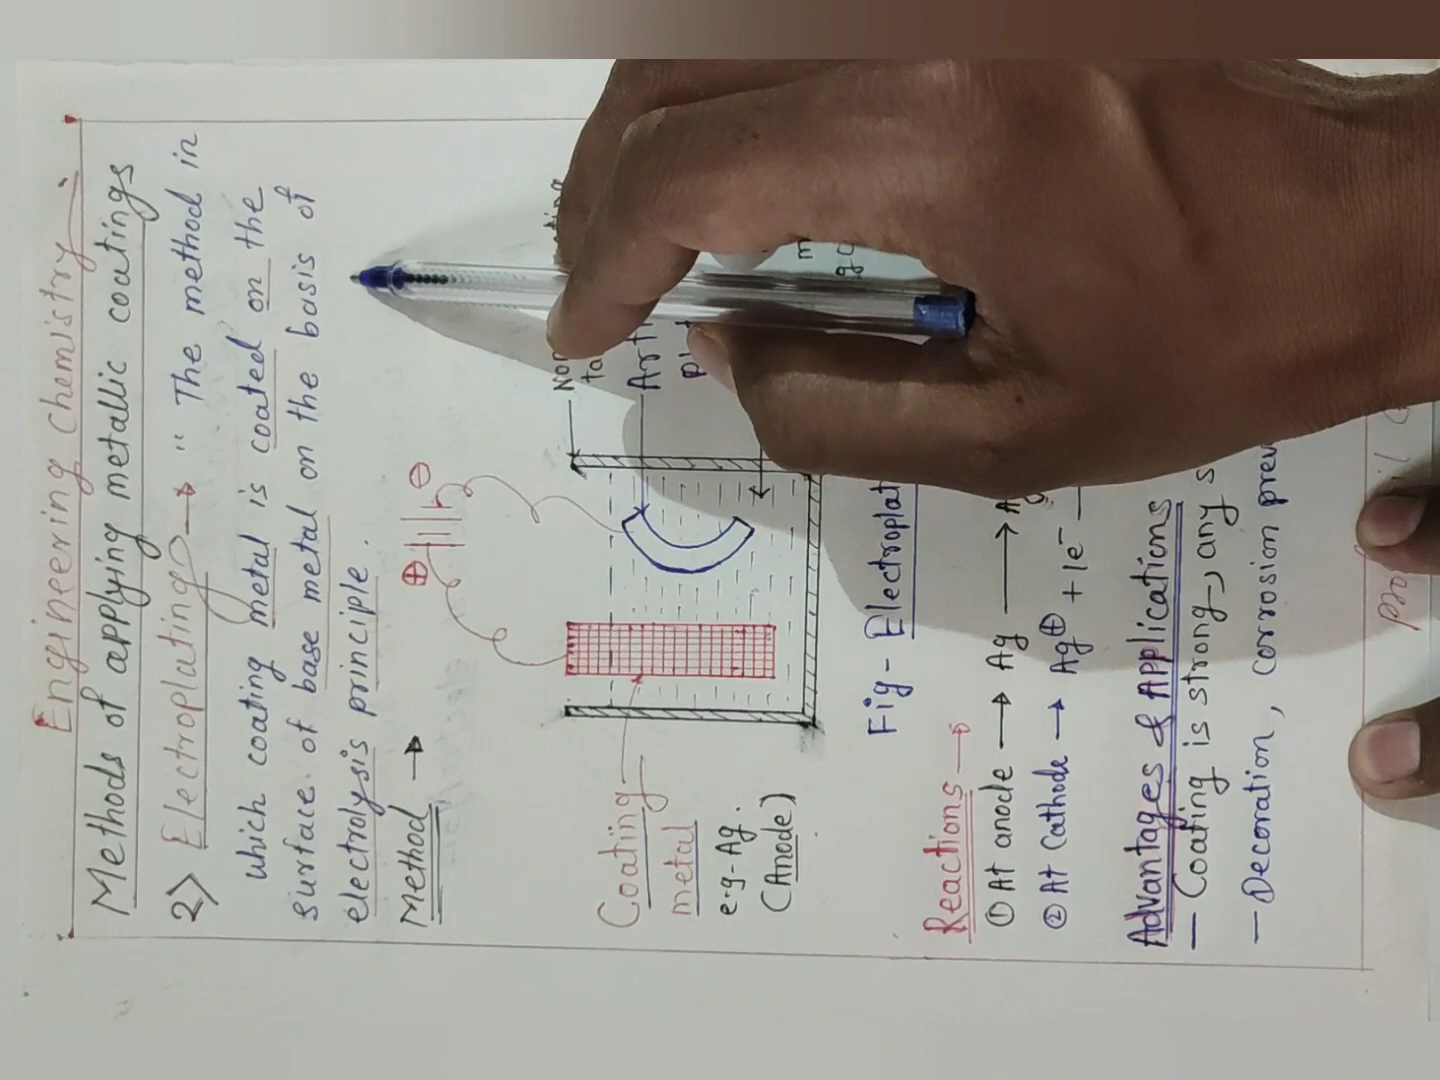 Engineering Chemistry
Methods of applying metallic coatings
2> Electroplating → " The method in
which coating metal is coated on the
surface of base metal on the basis of
electrolysis principle.
Method →
⊕ ⊖
Coating
metal
e.g-Ag.
(Anode)
to
Fig-
Reactions →
① At anode → Ag →
② At Cathode → Ag⊕ + 1e⁻
Advantages & Applications
- Coating is strong, any
- Decoration, corrosion